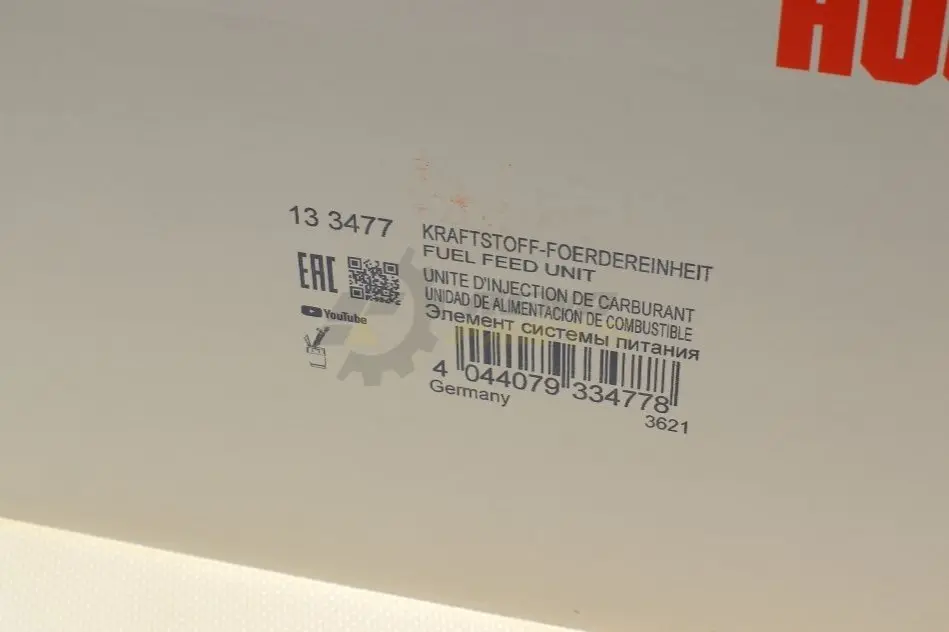 13 3477
KRAFTSTOFF-FOERDEREINHEIT
FUEL FEED UNIT
UNITE D'INJECTION DE CARBURANT
UNIDAD DE ALIMENTACION DE COMBUSTIBLE
Элемент системы питания
EAC
YouTube
4 044079 334778
Germany
3621